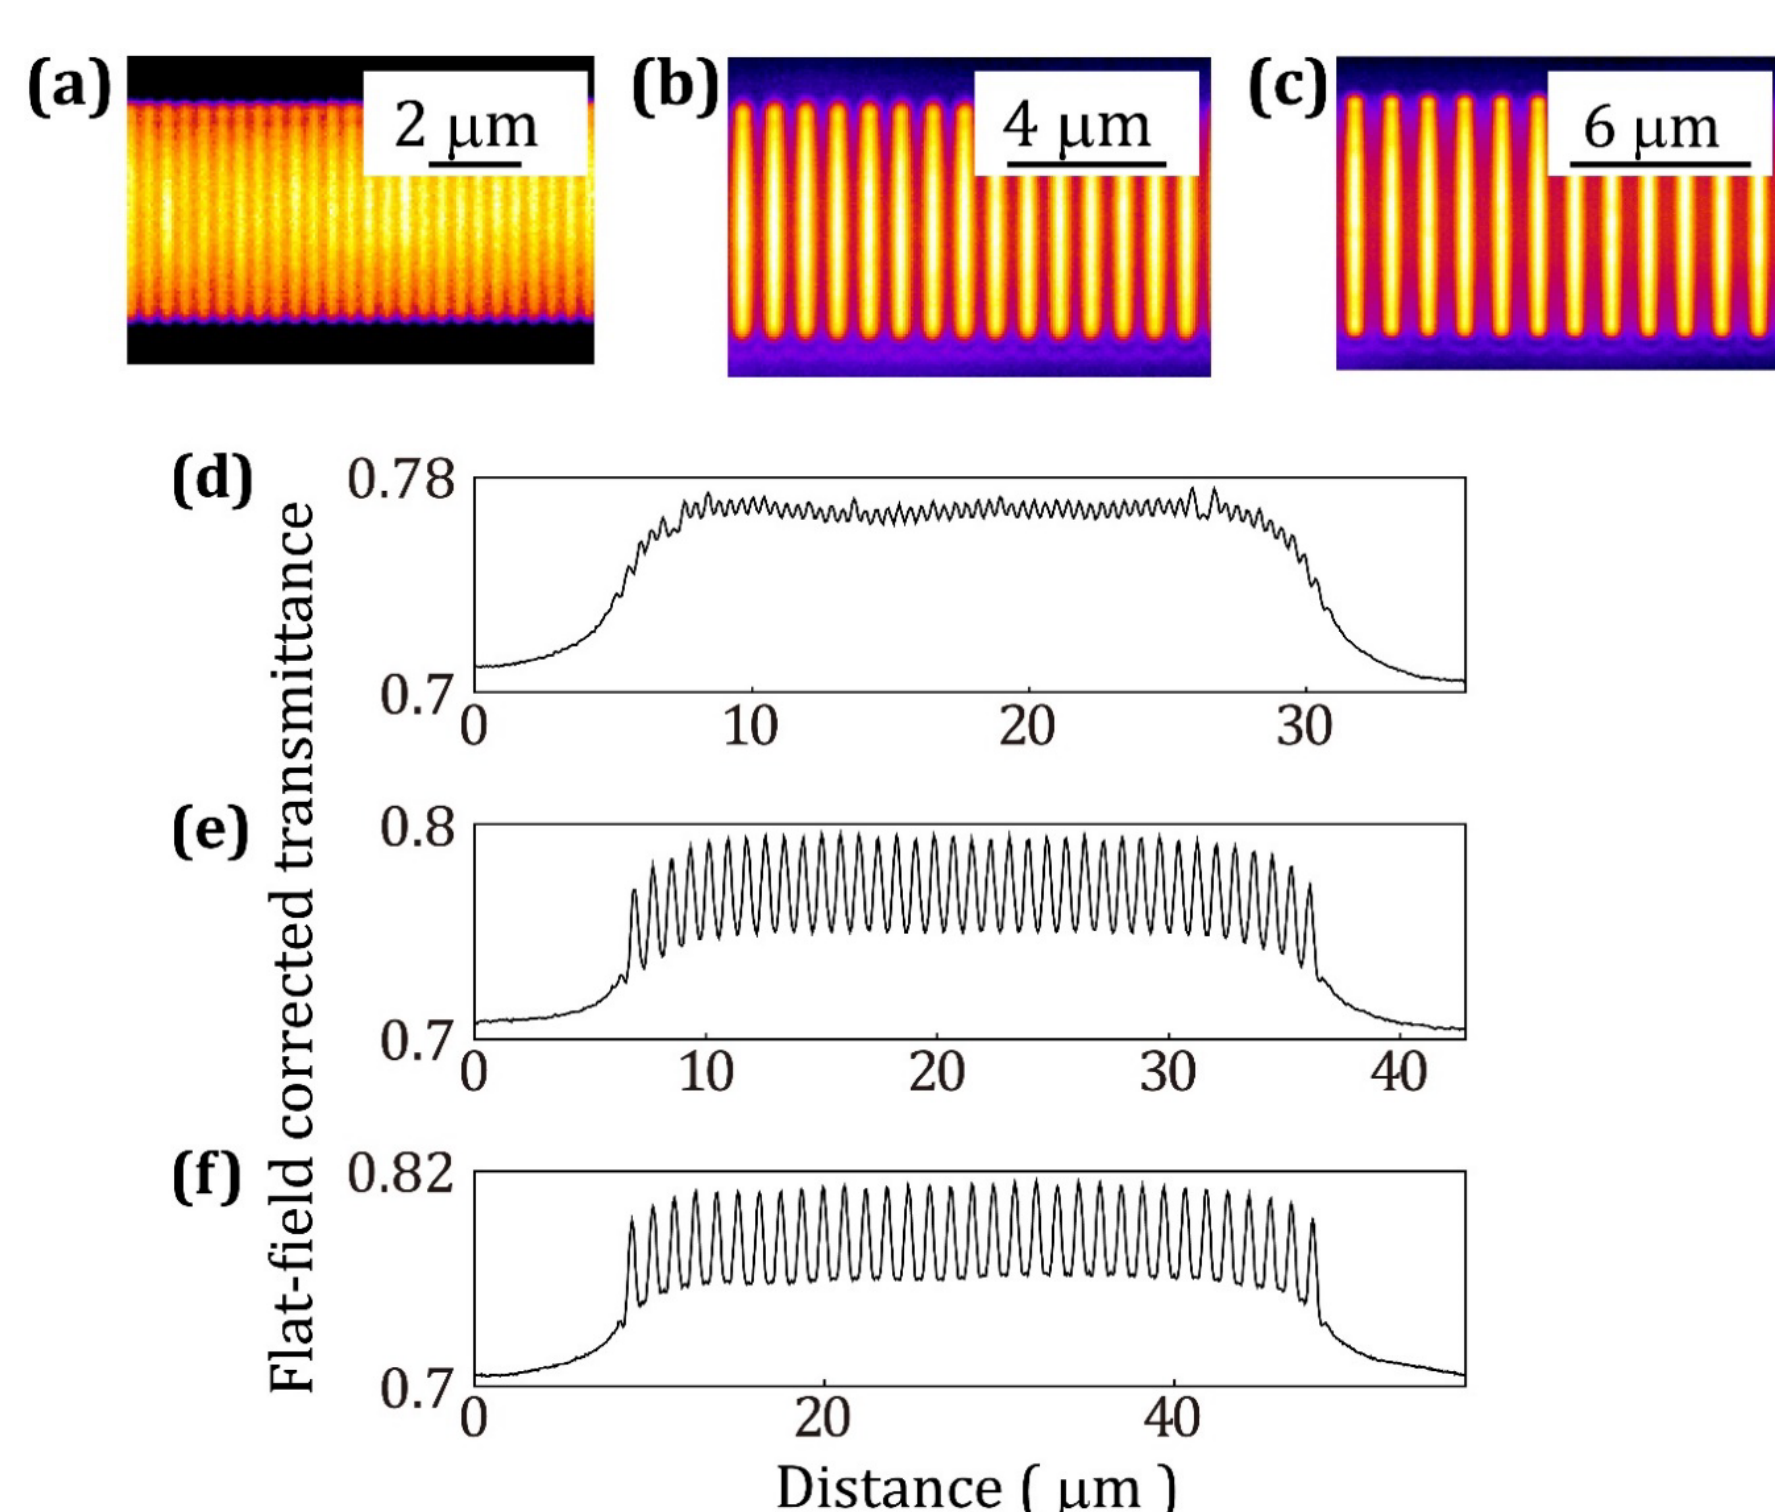 (a) 2 μm (b) 4 μm (c) 6 μm
(d)
Flat-field corrected transmittance
0.78
0.7
0 10 20 30
(e)
0.8
0.7
0 10 20 30 40
(f)
0.82
0.7
0 20 40
Distance ( μm )